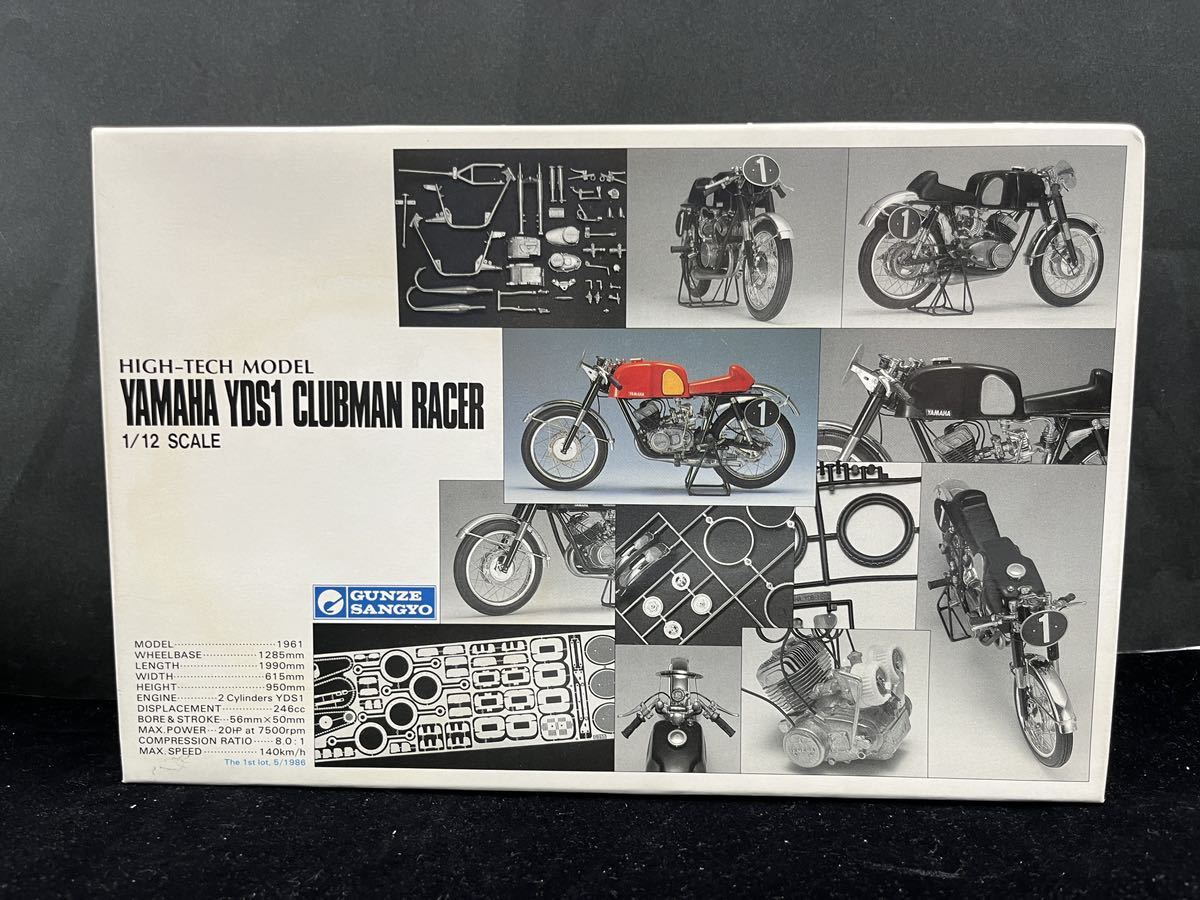 HIGH-TECH MODEL
YAMAHA YDS1 CLUBMAN RACER
1/12 SCALE
GUNZE
SANGYO
MODEL····························1961
WHEELBASE···············1285mm
LENGTH·······················1990mm
WIDTH··························615mm
HEIGHT························950mm
ENGINE··········2 Cylinders YDS1
DISPLACEMENT···············246cc
BORE & STROKE···56mm×50mm
MAX. POWER···20HP at 7500rpm
COMPRESSION RATIO······8.0 : 1
MAX. SPEED················140km/h
The 1st lot, 5/1986
1
1
YAMAHA
1
YAMAHA
1